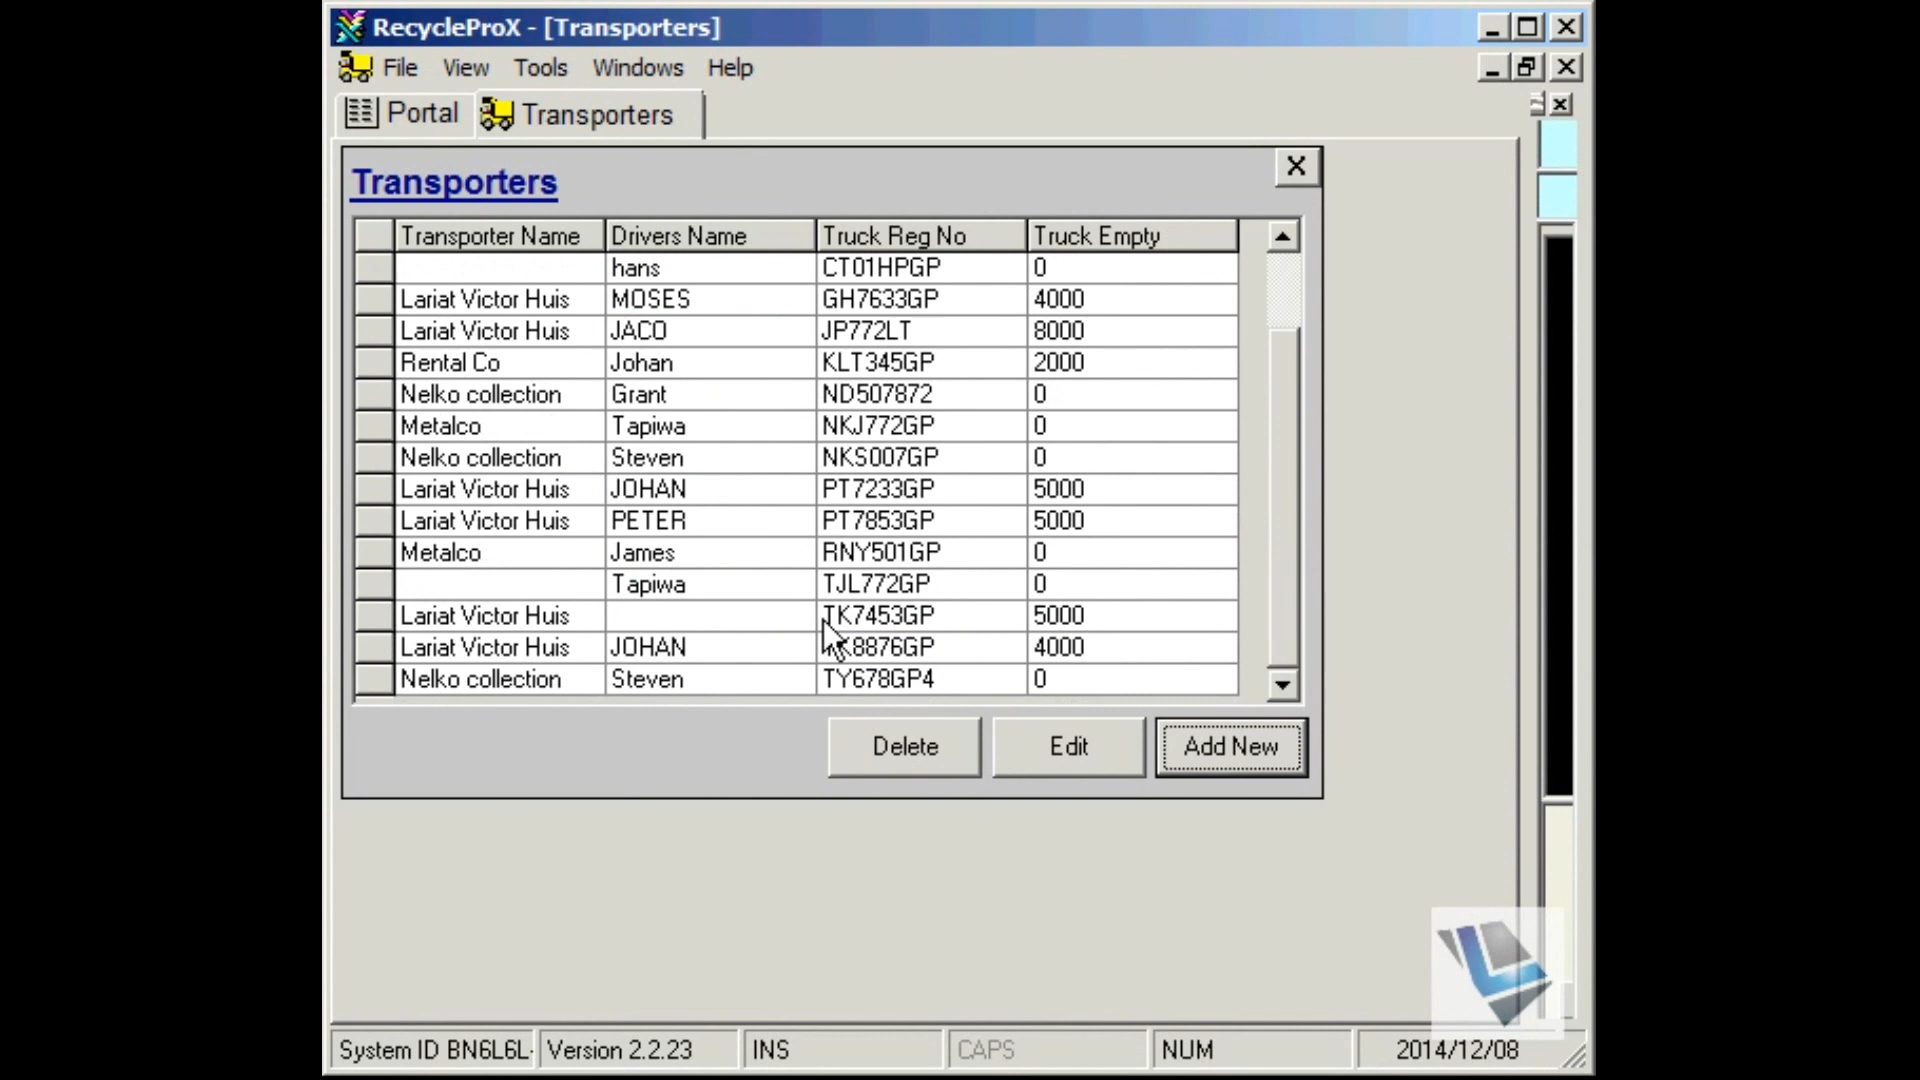 RecycleProX - [Transporters]
File View Tools Windows Help
Portal Transporters
Transporters
Transporter Name Drivers Name Truck Reg No Truck Empty
hans CT01HPGP 0
Lariat Victor Huis MOSES GH7633GP 4000
Lariat Victor Huis JACO JP772LT 8000
Rental Co Johan KLT345GP 2000
Nelko collection Grant ND507872 0
Metalco Tapiwa NKJ772GP 0
Nelko collection Steven NKS007GP 0
Lariat Victor Huis JOHAN PT7233GP 5000
Lariat Victor Huis PETER PT7853GP 5000
Metalco James RNY501GP 0
Tapiwa TJL772GP 0
Lariat Victor Huis TK7453GP 5000
Lariat Victor Huis JOHAN 4000
Nelko collection Steven TY678GP4 0
Delete Edit Add New
System ID BN6L6L- Version 2.2.23 INS CAPS NUM 2014/12/08